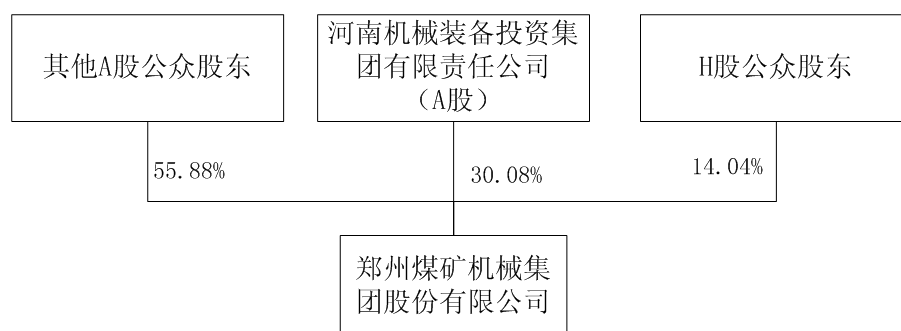 其他A股公众股东
河南机械装备投资集
团有限责任公司
（A股）
H股公众股东
55.88%
30.08%
14.04%
郑州煤矿机械集
团股份有限公司